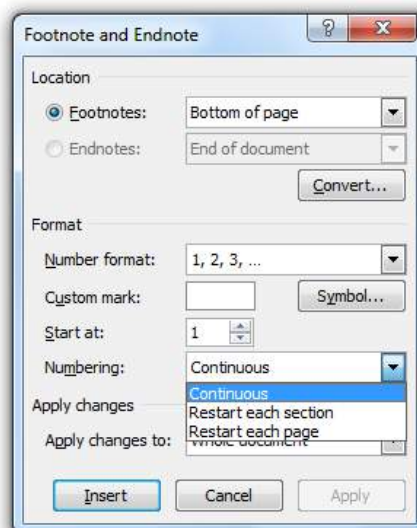 Footnote and Endnote
Location
Footnotes: Bottom of page
Endnotes: End of document
Convert...
Format
Number format: 1, 2, 3, ...
Custom mark: Symbol...
Start at: 1
Numbering: Continuous
Continuous
Restart each section
Restart each page
Apply changes
Apply changes to: Whole document
Insert Cancel Apply